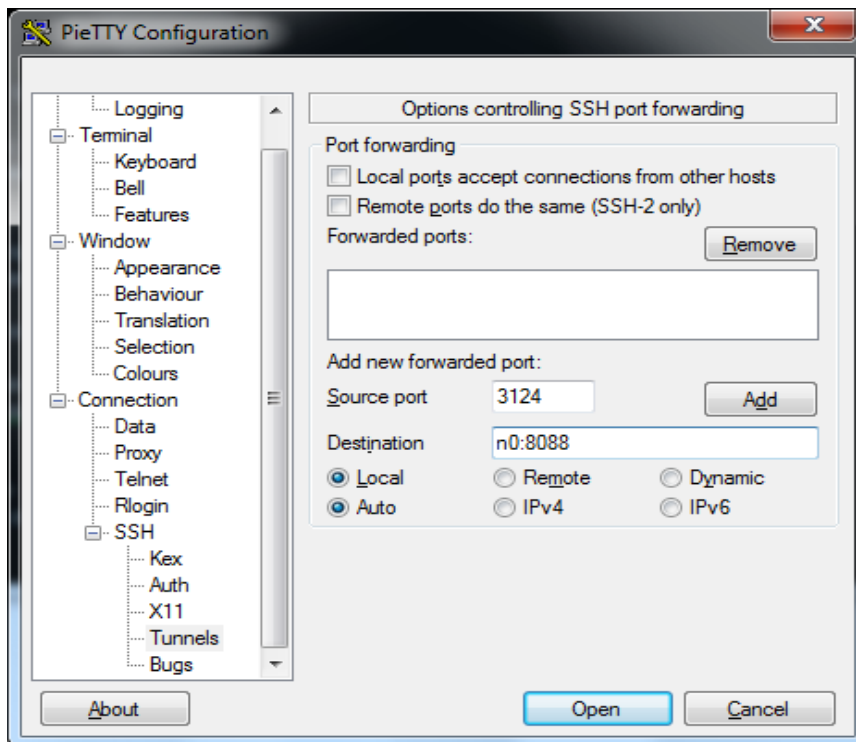 PieTTY Configuration
Logging
Terminal
Keyboard
Bell
Features
Window
Appearance
Behaviour
Translation
Selection
Colours
Connection
Data
Proxy
Telnet
Rlogin
SSH
Kex
Auth
X11
Tunnels
Bugs
Options controlling SSH port forwarding
Port forwarding
Local ports accept connections from other hosts
Remote ports do the same (SSH-2 only)
Forwarded ports:
Remove
Add new forwarded port:
Source port 3124 Add
Destination n0:8088
Local Remote Dynamic
Auto IPv4 IPv6
About Open Cancel